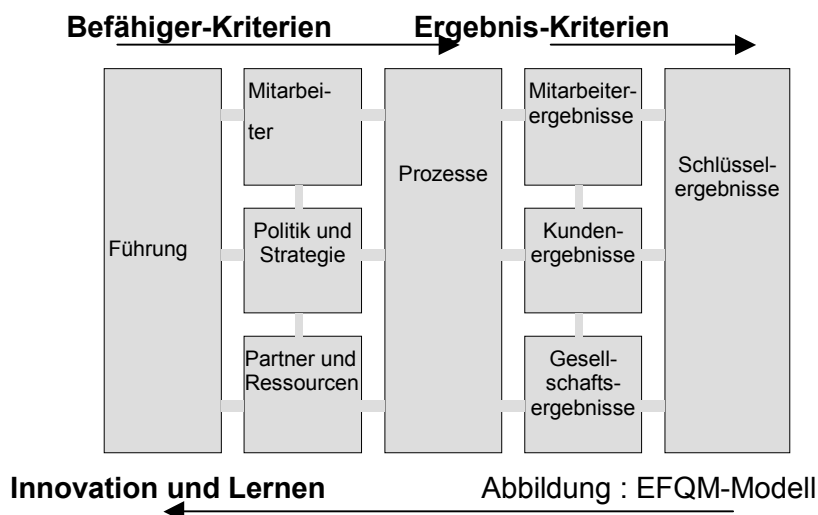 Befähiger-Kriterien
Ergebnis-Kriterien
Führung
Mitarbei-
ter
Politik und
Strategie
Partner und
Ressourcen
Prozesse
Mitarbeiter-
ergebnisse
Kunden-
ergebnisse
Gesell-
schafts-
ergebnisse
Schlüssel-
ergebnisse
Innovation und Lernen
Abbildung : EFQM-Modell